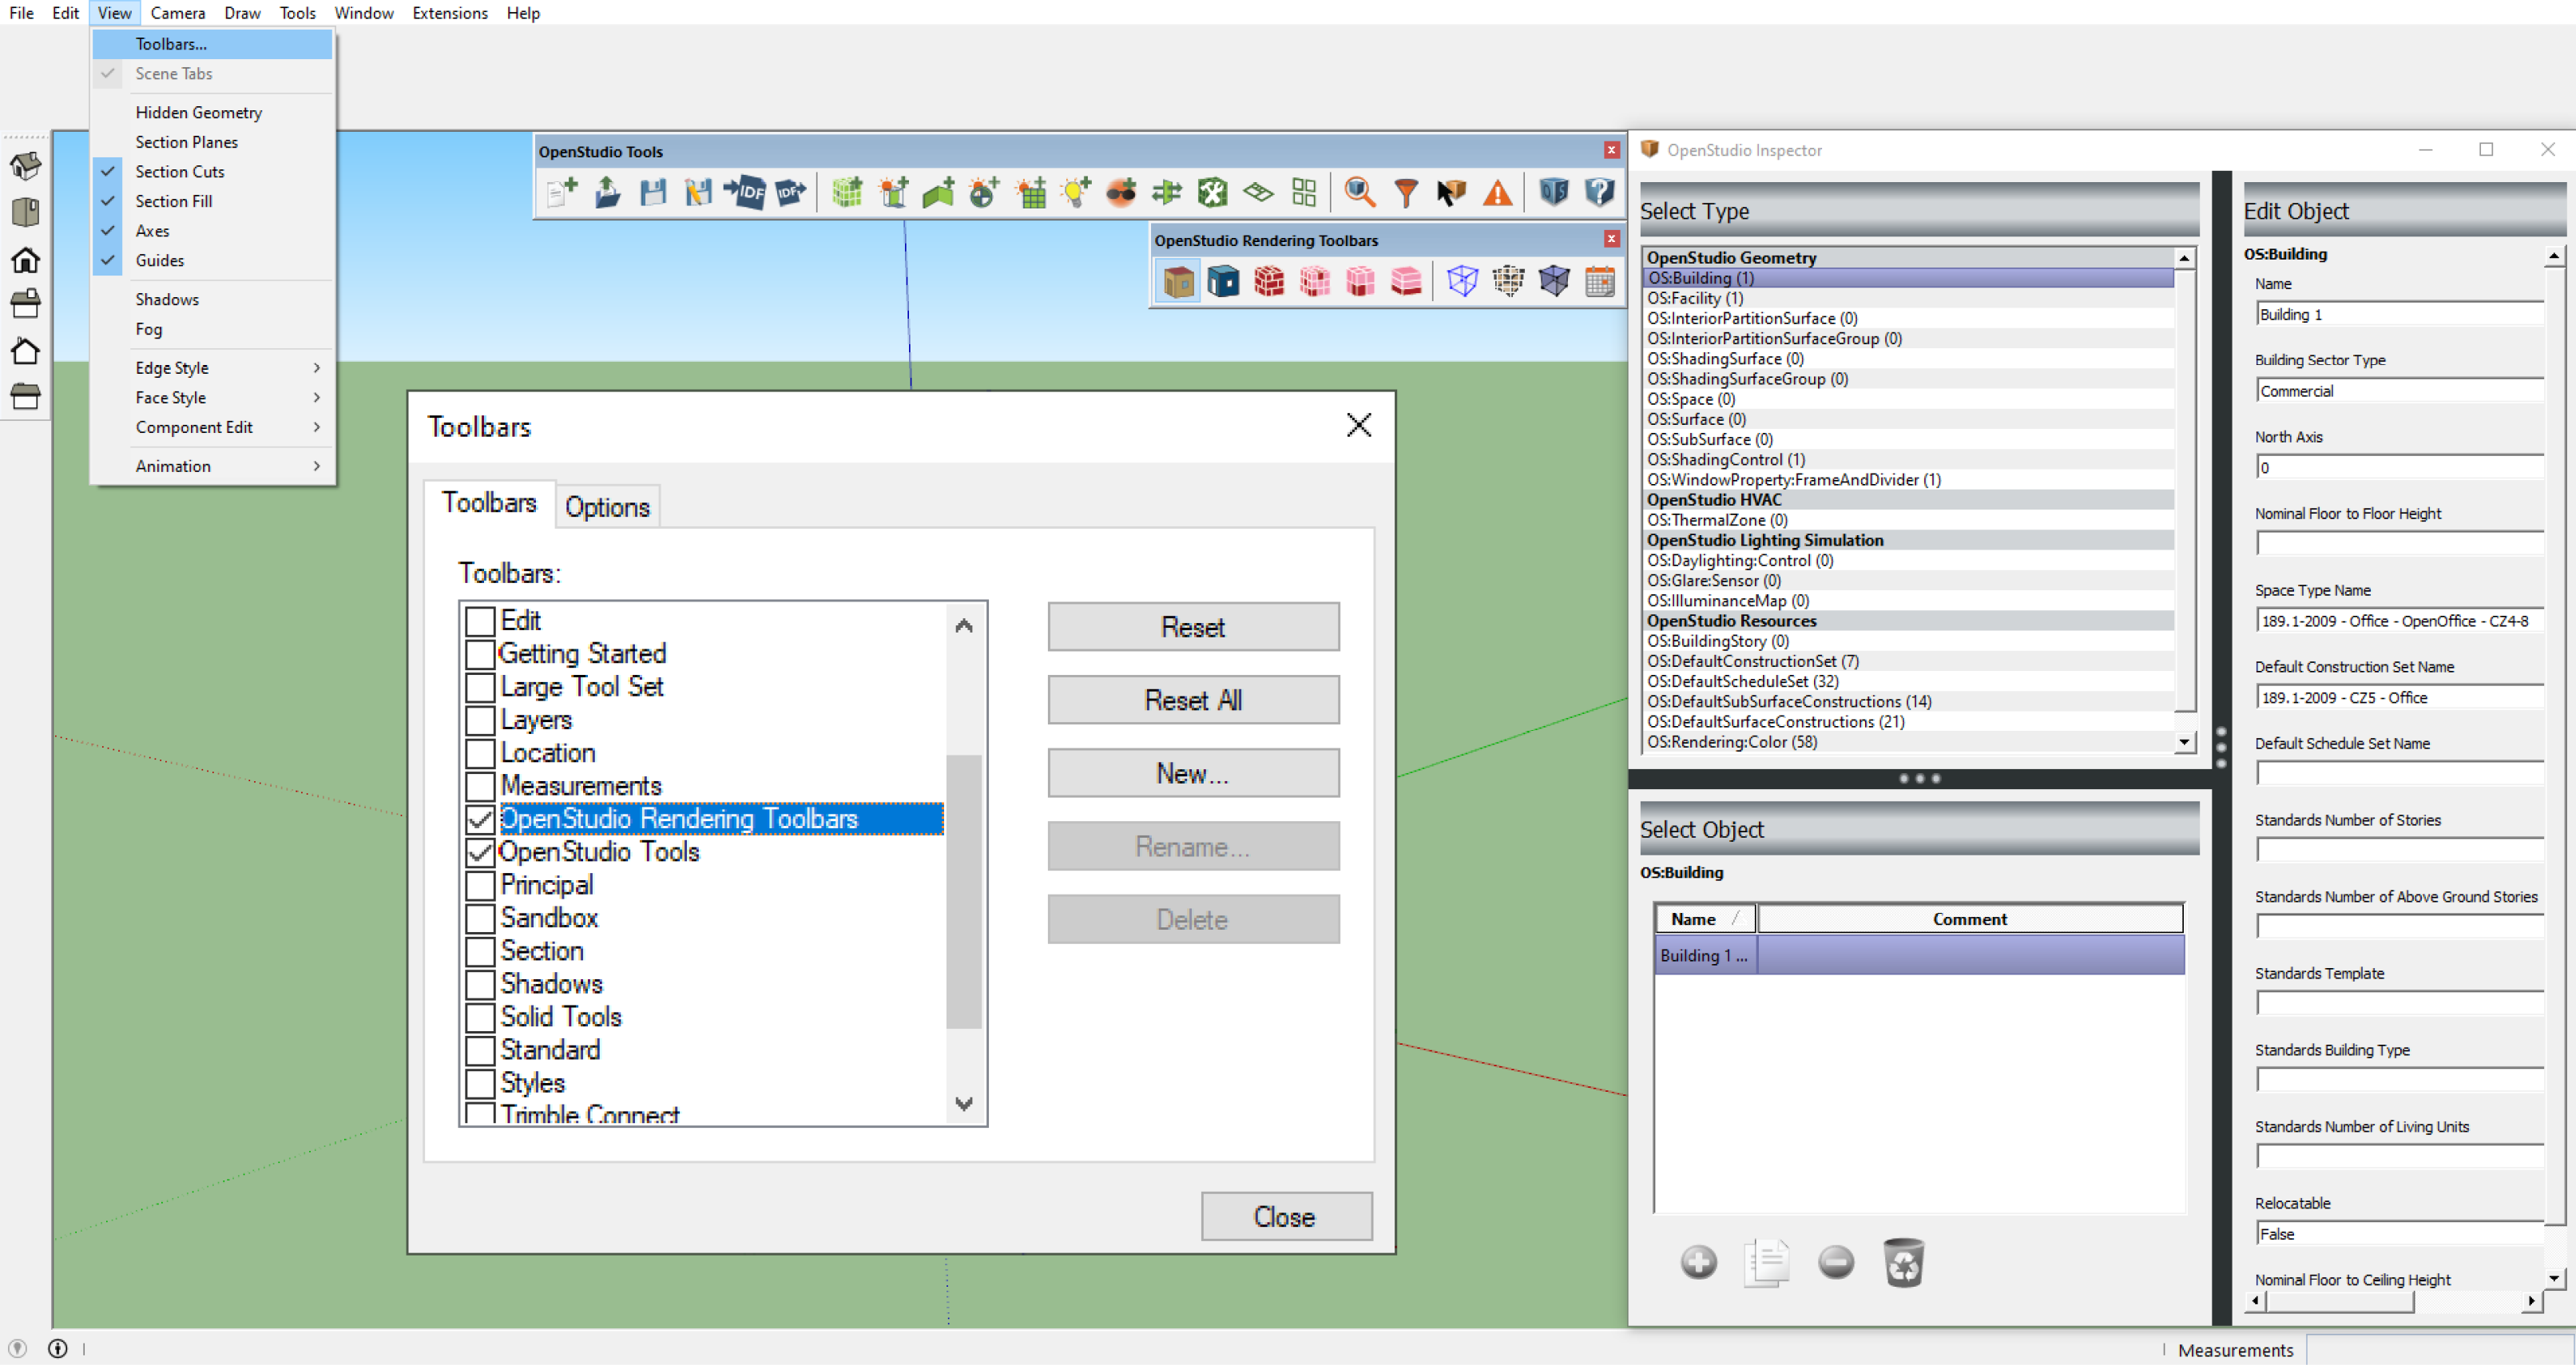 File Edit View Camera Draw Tools Window Extensions Help
Toolbars...
Scene Tabs
Hidden Geometry
Section Planes
Section Cuts
Section Fill
Axes
Guides
Shadows
Fog
Edge Style
Face Style
Component Edit
Animation
OpenStudio Tools
IDF IDF
OS ?
OpenStudio Rendering Toolbars
Toolbars
Toolbars Options
Toolbars:
Edit
Getting Started
Large Tool Set
Layers
Location
Measurements
OpenStudio Rendering Toolbars
OpenStudio Tools
Principal
Sandbox
Section
Shadows
Solid Tools
Standard
Styles
Trimble Connect
Reset
Reset All
New...
Rename...
Delete
Close
OpenStudio Inspector
Select Type
OpenStudio Geometry
OS:Building (1)
OS:Facility (1)
OS:InteriorPartitionSurface (0)
OS:InteriorPartitionSurfaceGroup (0)
OS:ShadingSurface (0)
OS:ShadingSurfaceGroup (0)
OS:Space (0)
OS:Surface (0)
OS:SubSurface (0)
OS:ShadingControl (1)
OS:WindowProperty:FrameAndDivider (1)
OpenStudio HVAC
OS:ThermalZone (0)
OpenStudio Lighting Simulation
OS:Daylighting:Control (0)
OS:Glare:Sensor (0)
OS:IlluminanceMap (0)
OpenStudio Resources
OS:BuildingStory (0)
OS:DefaultConstructionSet (7)
OS:DefaultScheduleSet (32)
OS:DefaultSubSurfaceConstructions (14)
OS:DefaultSurfaceConstructions (21)
OS:Rendering:Color (58)
Select Object
OS:Building
Name Comment
Building 1 ...
Edit Object
OS:Building
Name
Building 1
Building Sector Type
Commercial
North Axis
0
Nominal Floor to Floor Height
Space Type Name
189.1-2009 - Office - OpenOffice - CZ4-8
Default Construction Set Name
189.1-2009 - CZ5 - Office
Default Schedule Set Name
Standards Number of Stories
Standards Number of Above Ground Stories
Standards Template
Standards Building Type
Standards Number of Living Units
Relocatable
False
Nominal Floor to Ceiling Height
Measurements